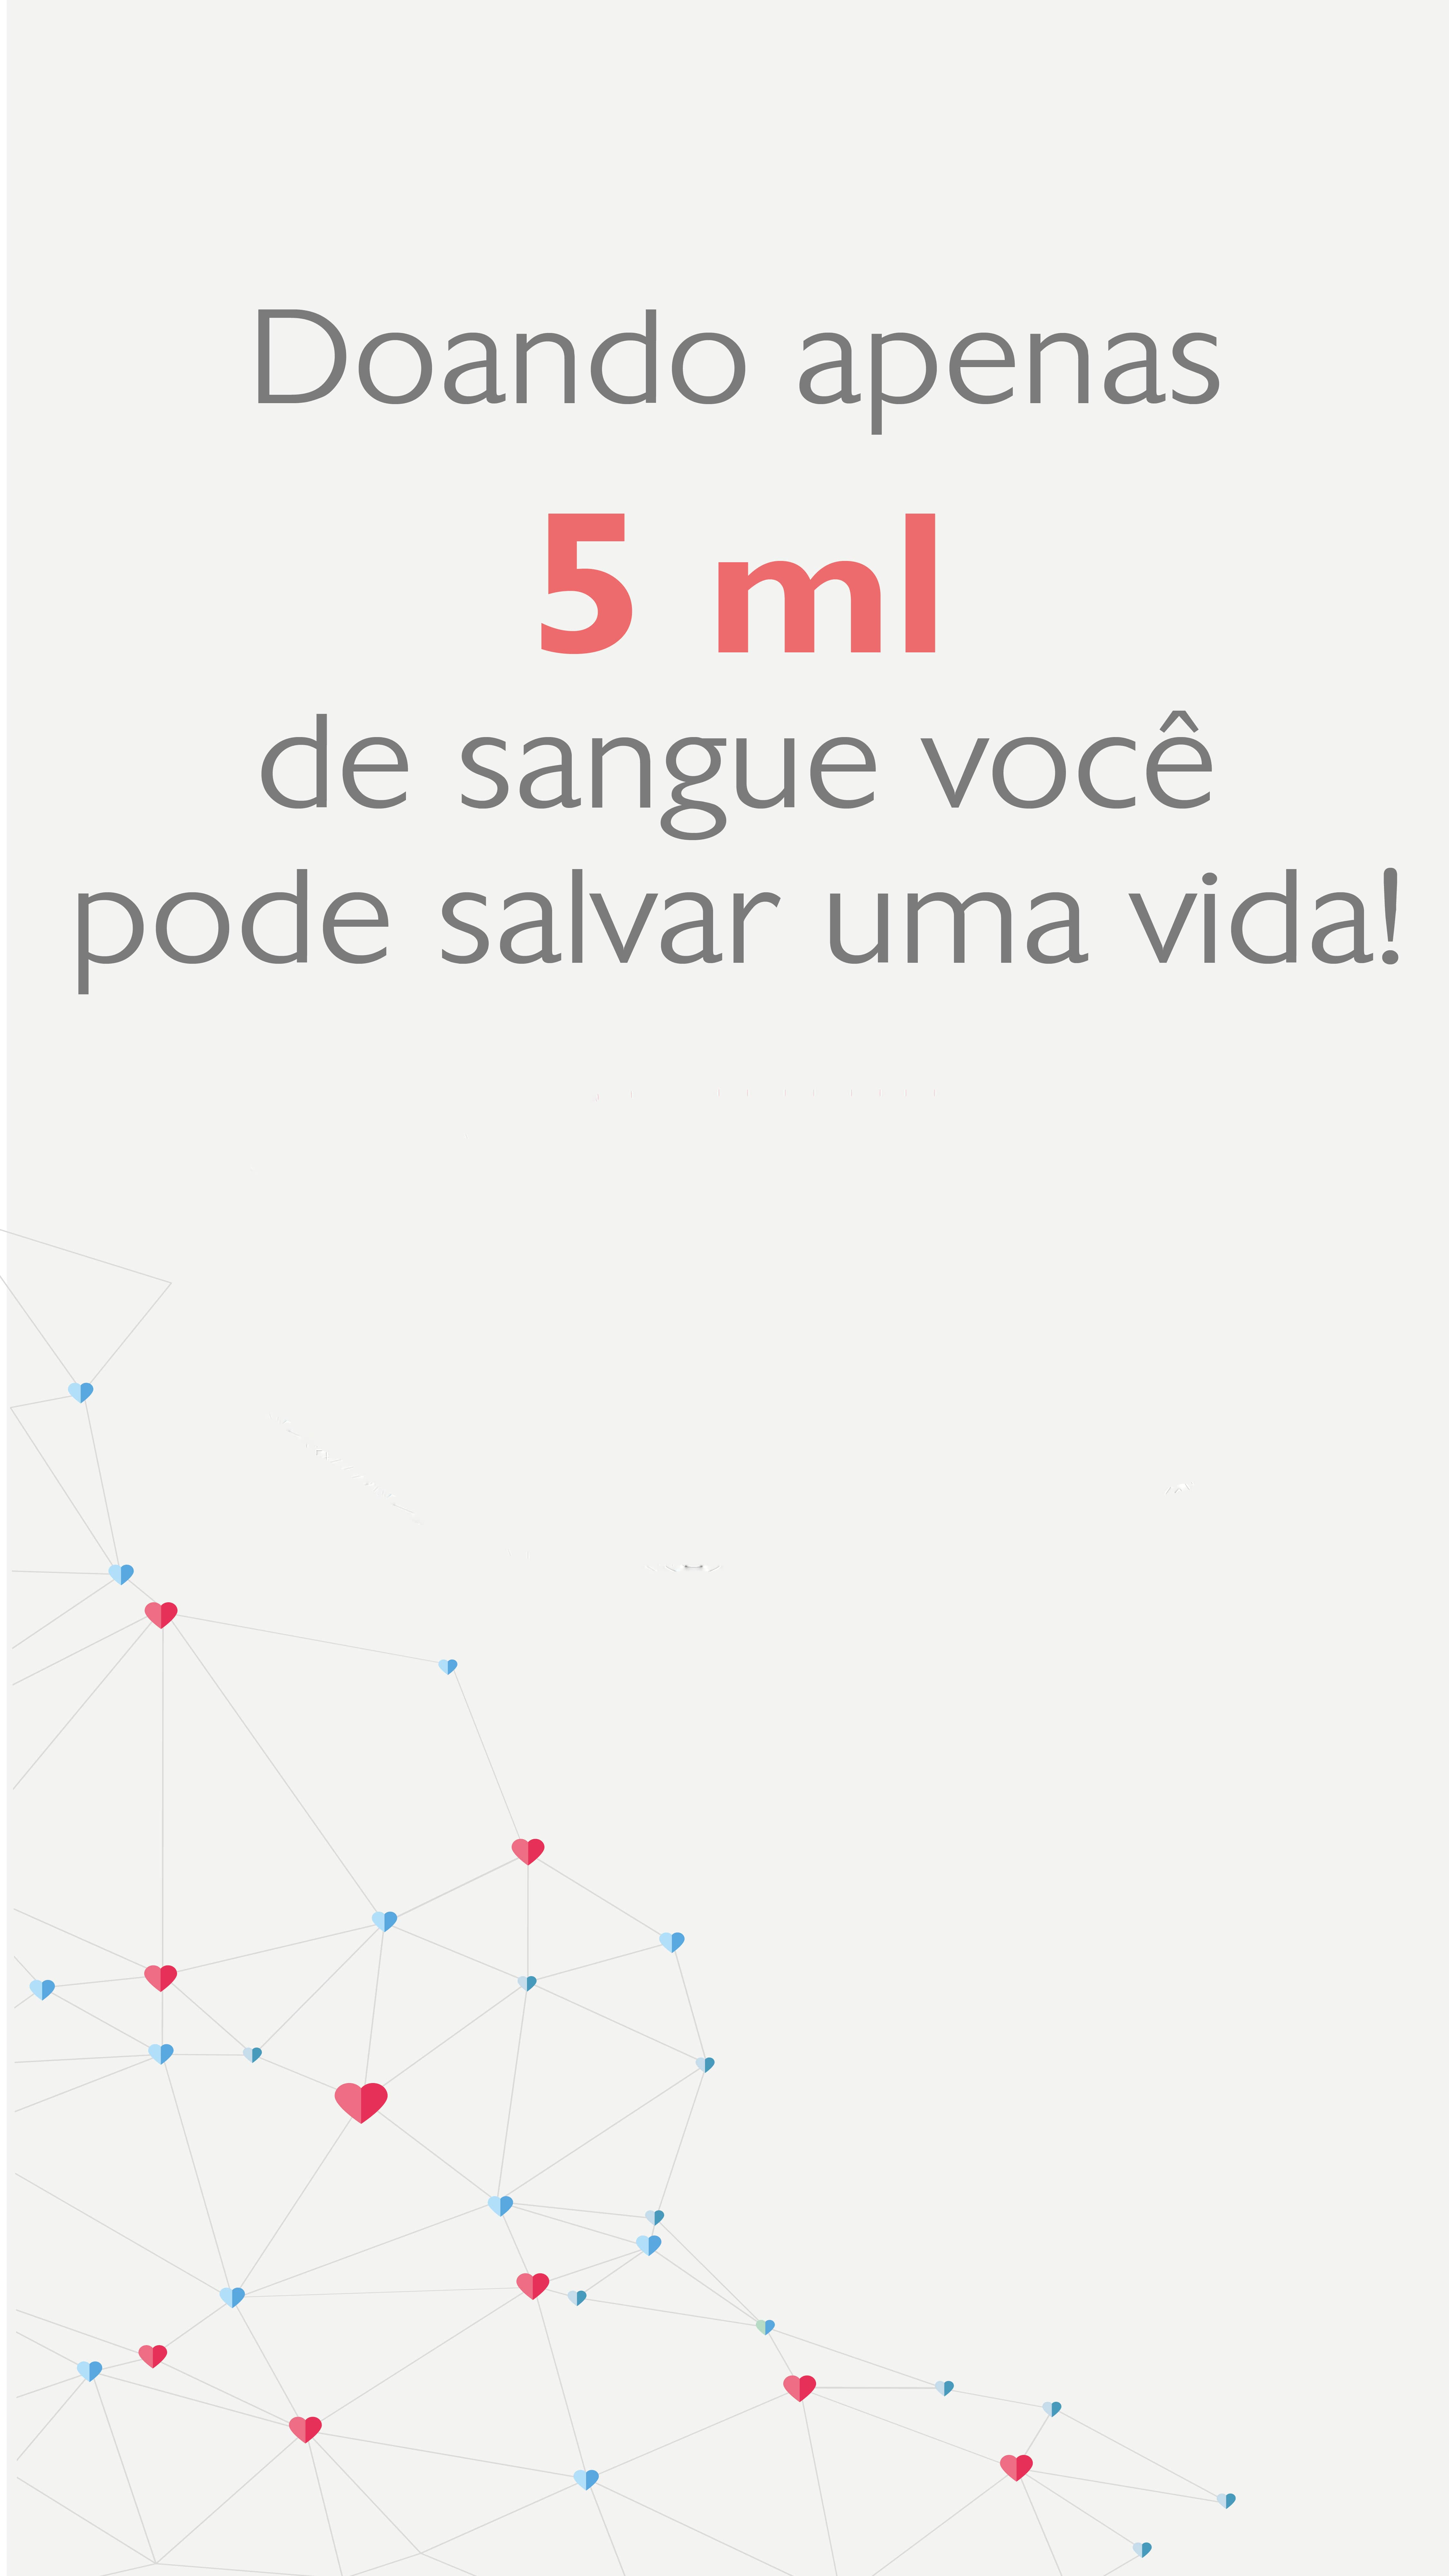 Doando apenas
5 ml
de sangue você
pode salvar uma vida!